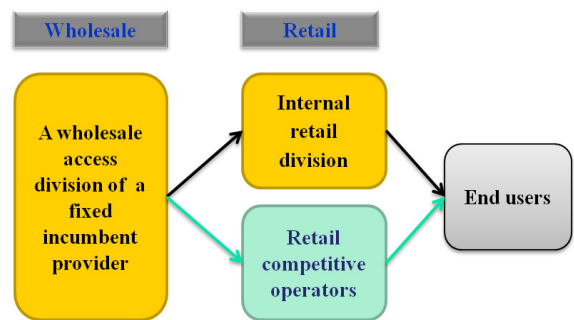 Wholesale
Retail
A wholesale
access
division of a
fixed
incumbent
provider
Internal
retail
division
Retail
competitive
operators
End users